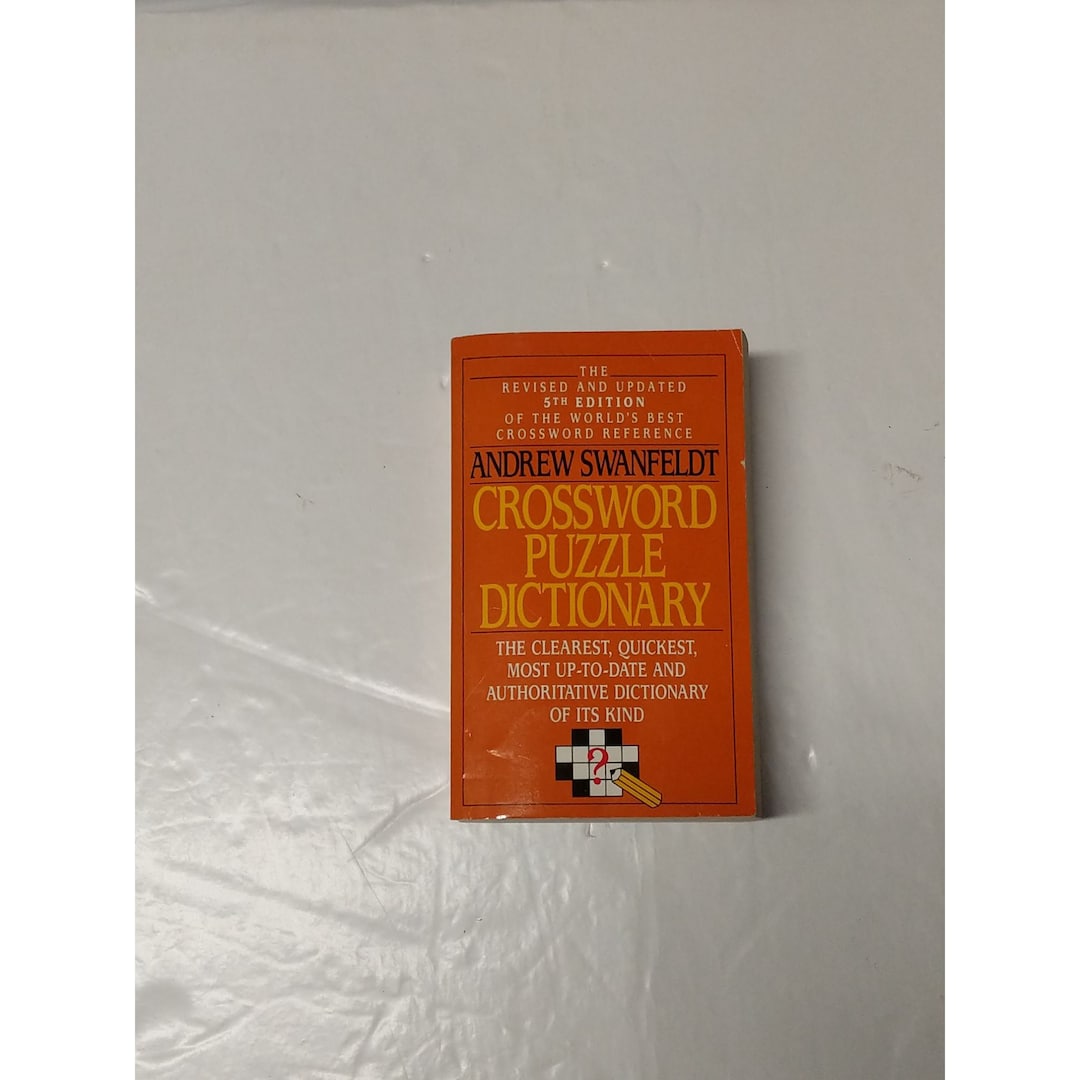 THE
REVISED AND UPDATED
5TH EDITION
OF THE WORLD'S BEST
CROSSWORD REFERENCE
ANDREW SWANFELDT
CROSSWORD
PUZZLE
DICTIONARY
THE CLEAREST, QUICKEST,
MOST UP-TO-DATE AND
AUTHORITATIVE DICTIONARY
OF ITS KIND
?